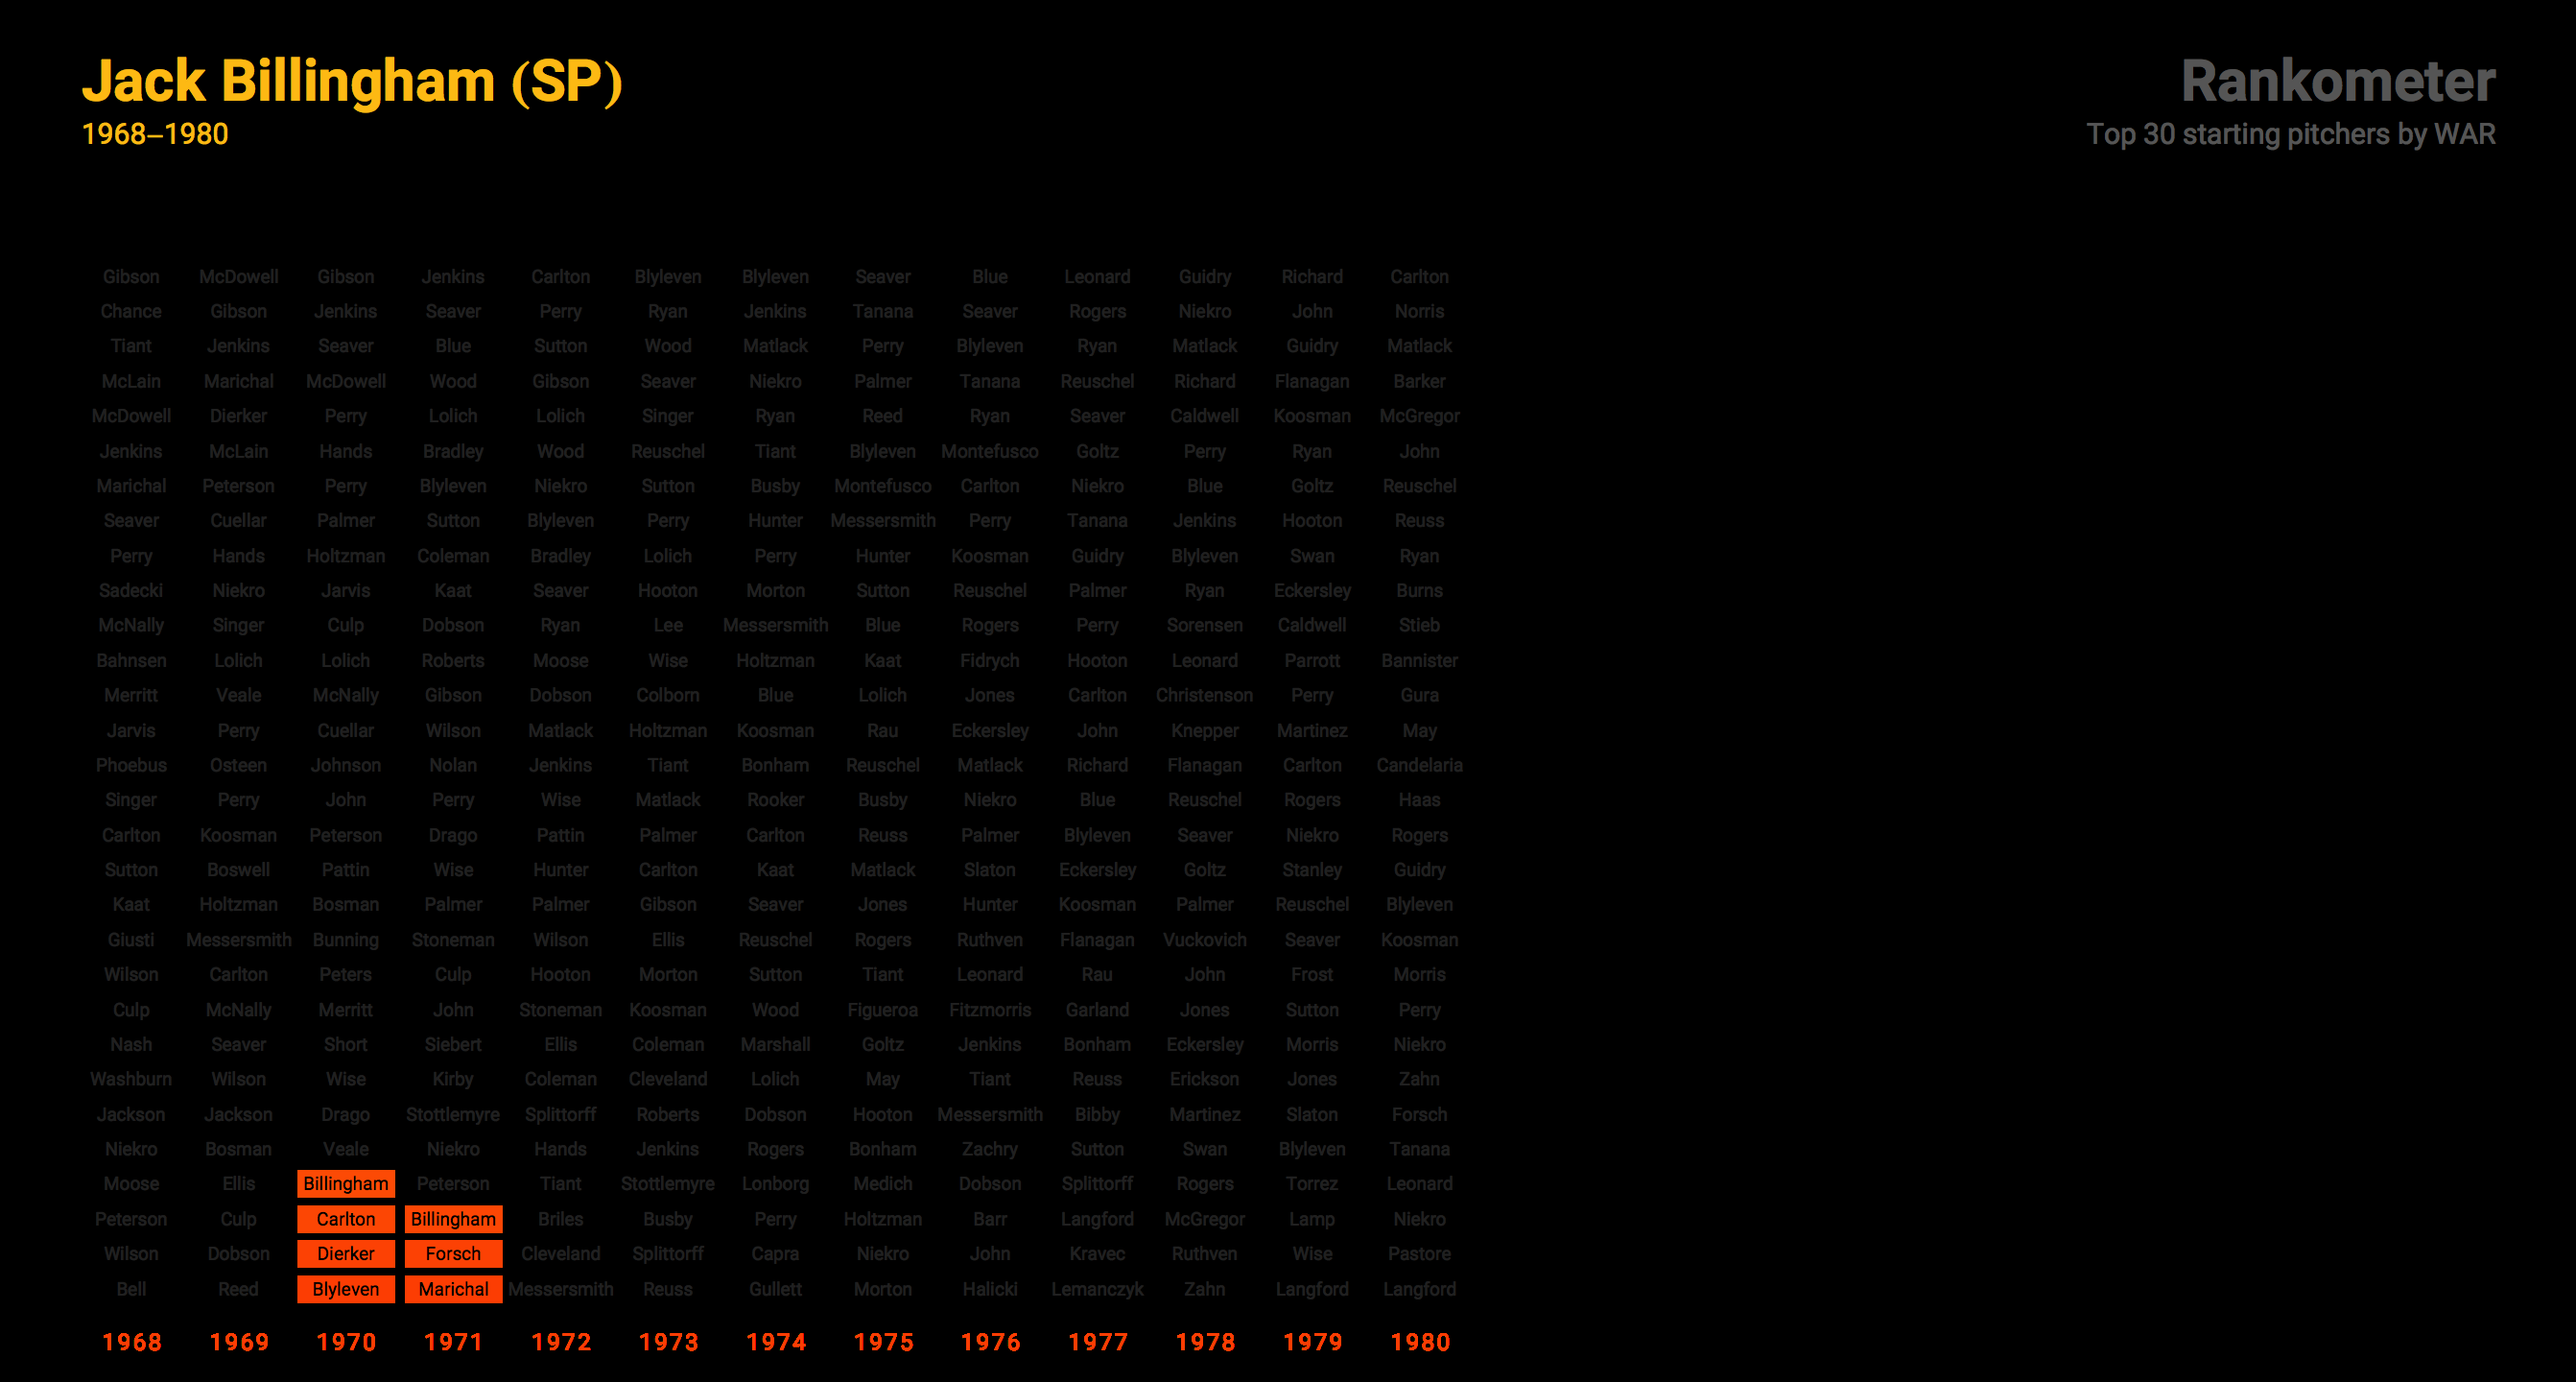 Jack Billingham (SP)
1968–1980
Rankometer
Top 30 starting pitchers by WAR
Gibson McDowell Gibson Jenkins Carlton Blyleven Blyleven Seaver Blue Leonard Guidry Richard Carlton
Chance Gibson Jenkins Seaver Perry Ryan Jenkins Tanana Seaver Rogers Niekro John Norris
Tiant Jenkins Seaver Blue Sutton Wood Matlack Perry Blyleven Ryan Matlack Guidry Matlack
McLain Marichal McDowell Wood Gibson Seaver Niekro Palmer Tanana Reuschel Richard Flanagan Barker
McDowell Dierker Perry Lolich Lolich Singer Ryan Reed Ryan Seaver Caldwell Koosman McGregor
Jenkins McLain Hands Bradley Wood Reuschel Tiant Blyleven Montefusco Goltz Perry Ryan John
Marichal Peterson Perry Blyleven Niekro Sutton Busby Montefusco Carlton Niekro Blue Goltz Reuschel
Seaver Cuellar Palmer Sutton Blyleven Perry Hunter Messersmith Perry Tanana Jenkins Hooton Reuss
Perry Hands Holtzman Coleman Bradley Lolich Perry Hunter Koosman Guidry Blyleven Swan Ryan
Sadecki Niekro Jarvis Kaat Seaver Hooton Morton Sutton Reuschel Palmer Ryan Eckersley Burns
McNally Singer Culp Dobson Ryan Lee Messersmith Blue Rogers Perry Sorensen Caldwell Stieb
Bahnsen Lolich Lolich Roberts Moose Wise Holtzman Kaat Fidrych Hooton Leonard Parrott Bannister
Merritt Veale McNally Gibson Dobson Colborn Blue Lolich Jones Carlton Christenson Perry Gura
Jarvis Perry Cuellar Wilson Matlack Holtzman Koosman Rau Eckersley John Knepper Martinez May
Phoebus Osteen Johnson Nolan Jenkins Tiant Bonham Reuschel Matlack Richard Flanagan Carlton Candelaria
Singer Perry John Perry Wise Matlack Rooker Busby Niekro Blue Reuschel Rogers Haas
Carlton Koosman Peterson Drago Pattin Palmer Carlton Reuss Palmer Blyleven Seaver Niekro Rogers
Sutton Boswell Pattin Wise Hunter Carlton Kaat Matlack Slaton Eckersley Goltz Stanley Guidry
Kaat Holtzman Bosman Palmer Palmer Gibson Seaver Jones Hunter Koosman Palmer Reuschel Blyleven
Giusti Messersmith Bunning Stoneman Wilson Ellis Reuschel Rogers Ruthven Flanagan Vuckovich Seaver Koosman
Wilson Carlton Peters Culp Hooton Morton Sutton Tiant Leonard Rau John Frost Morris
Culp McNally Merritt John Stoneman Koosman Wood Figueroa Fitzmorris Garland Jones Sutton Perry
Nash Seaver Short Siebert Ellis Coleman Marshall Goltz Jenkins Bonham Eckersley Morris Niekro
Washburn Wilson Wise Kirby Coleman Cleveland Lolich May Tiant Reuss Erickson Jones Zahn
Jackson Jackson Drago Stottlemyre Splittorff Roberts Dobson Hooton Messersmith Bibby Martinez Slaton Forsch
Niekro Bosman Veale Niekro Hands Jenkins Rogers Bonham Zachry Sutton Swan Blyleven Tanana
Moose Ellis Billingham Peterson Tiant Stottlemyre Lonborg Medich Dobson Splittorff Rogers Torrez Leonard
Peterson Culp Carlton Billingham Briles Busby Perry Holtzman Barr Langford McGregor Lamp Niekro
Wilson Dobson Dierker Forsch Cleveland Splittorff Capra Niekro John Kravec Ruthven Wise Pastore
Bell Reed Blyleven Marichal Messersmith Reuss Gullett Morton Halicki Lemanczyk Zahn Langford Langford
1968 1969 1970 1971 1972 1973 1974 1975 1976 1977 1978 1979 1980